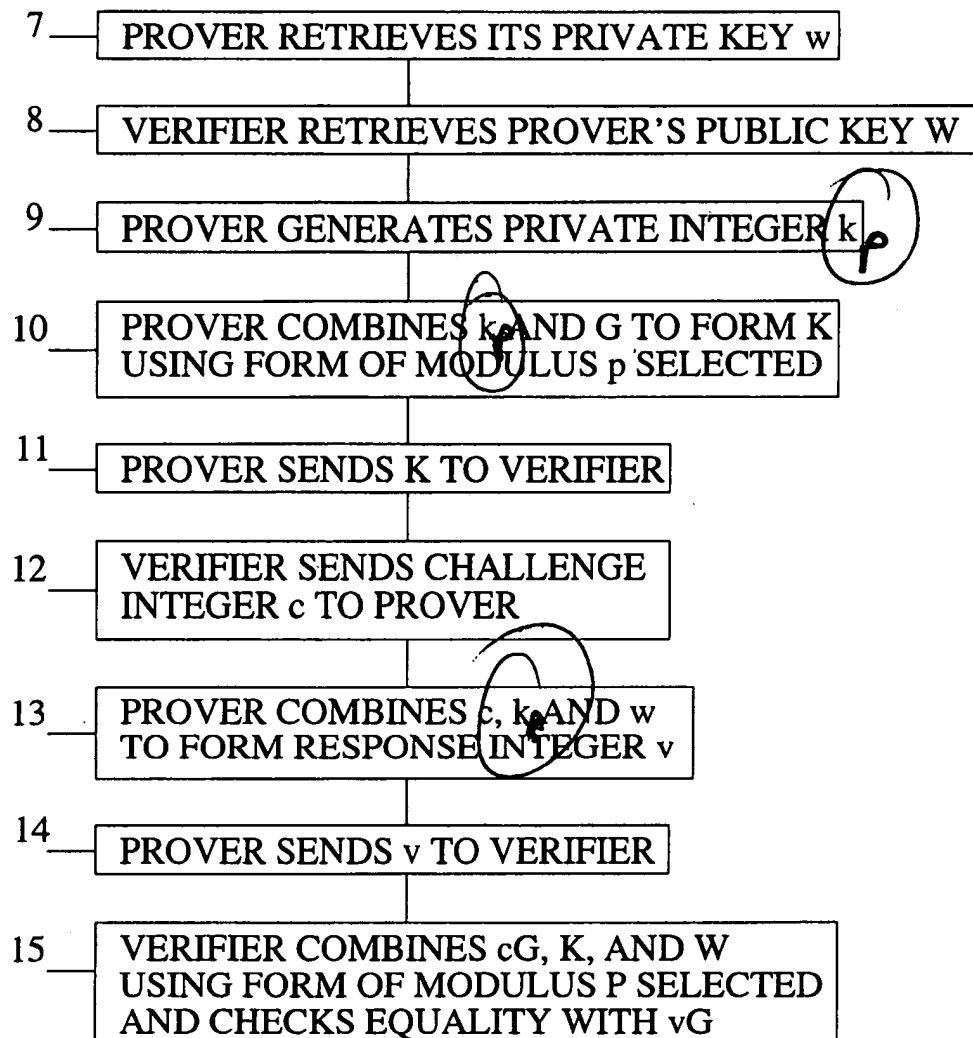 7 PROVER RETRIEVES ITS PRIVATE KEY w
8 VERIFIER RETRIEVES PROVER'S PUBLIC KEY W
9 PROVER GENERATES PRIVATE INTEGER k p
10 PROVER COMBINES k p AND G TO FORM K
USING FORM OF MODULUS p SELECTED
11 PROVER SENDS K TO VERIFIER
12 VERIFIER SENDS CHALLENGE
INTEGER c TO PROVER
13 PROVER COMBINES c, k p AND w
TO FORM RESPONSE INTEGER v
14 PROVER SENDS v TO VERIFIER
15 VERIFIER COMBINES cG, K, AND W
USING FORM OF MODULUS P SELECTED
AND CHECKS EQUALITY WITH vG